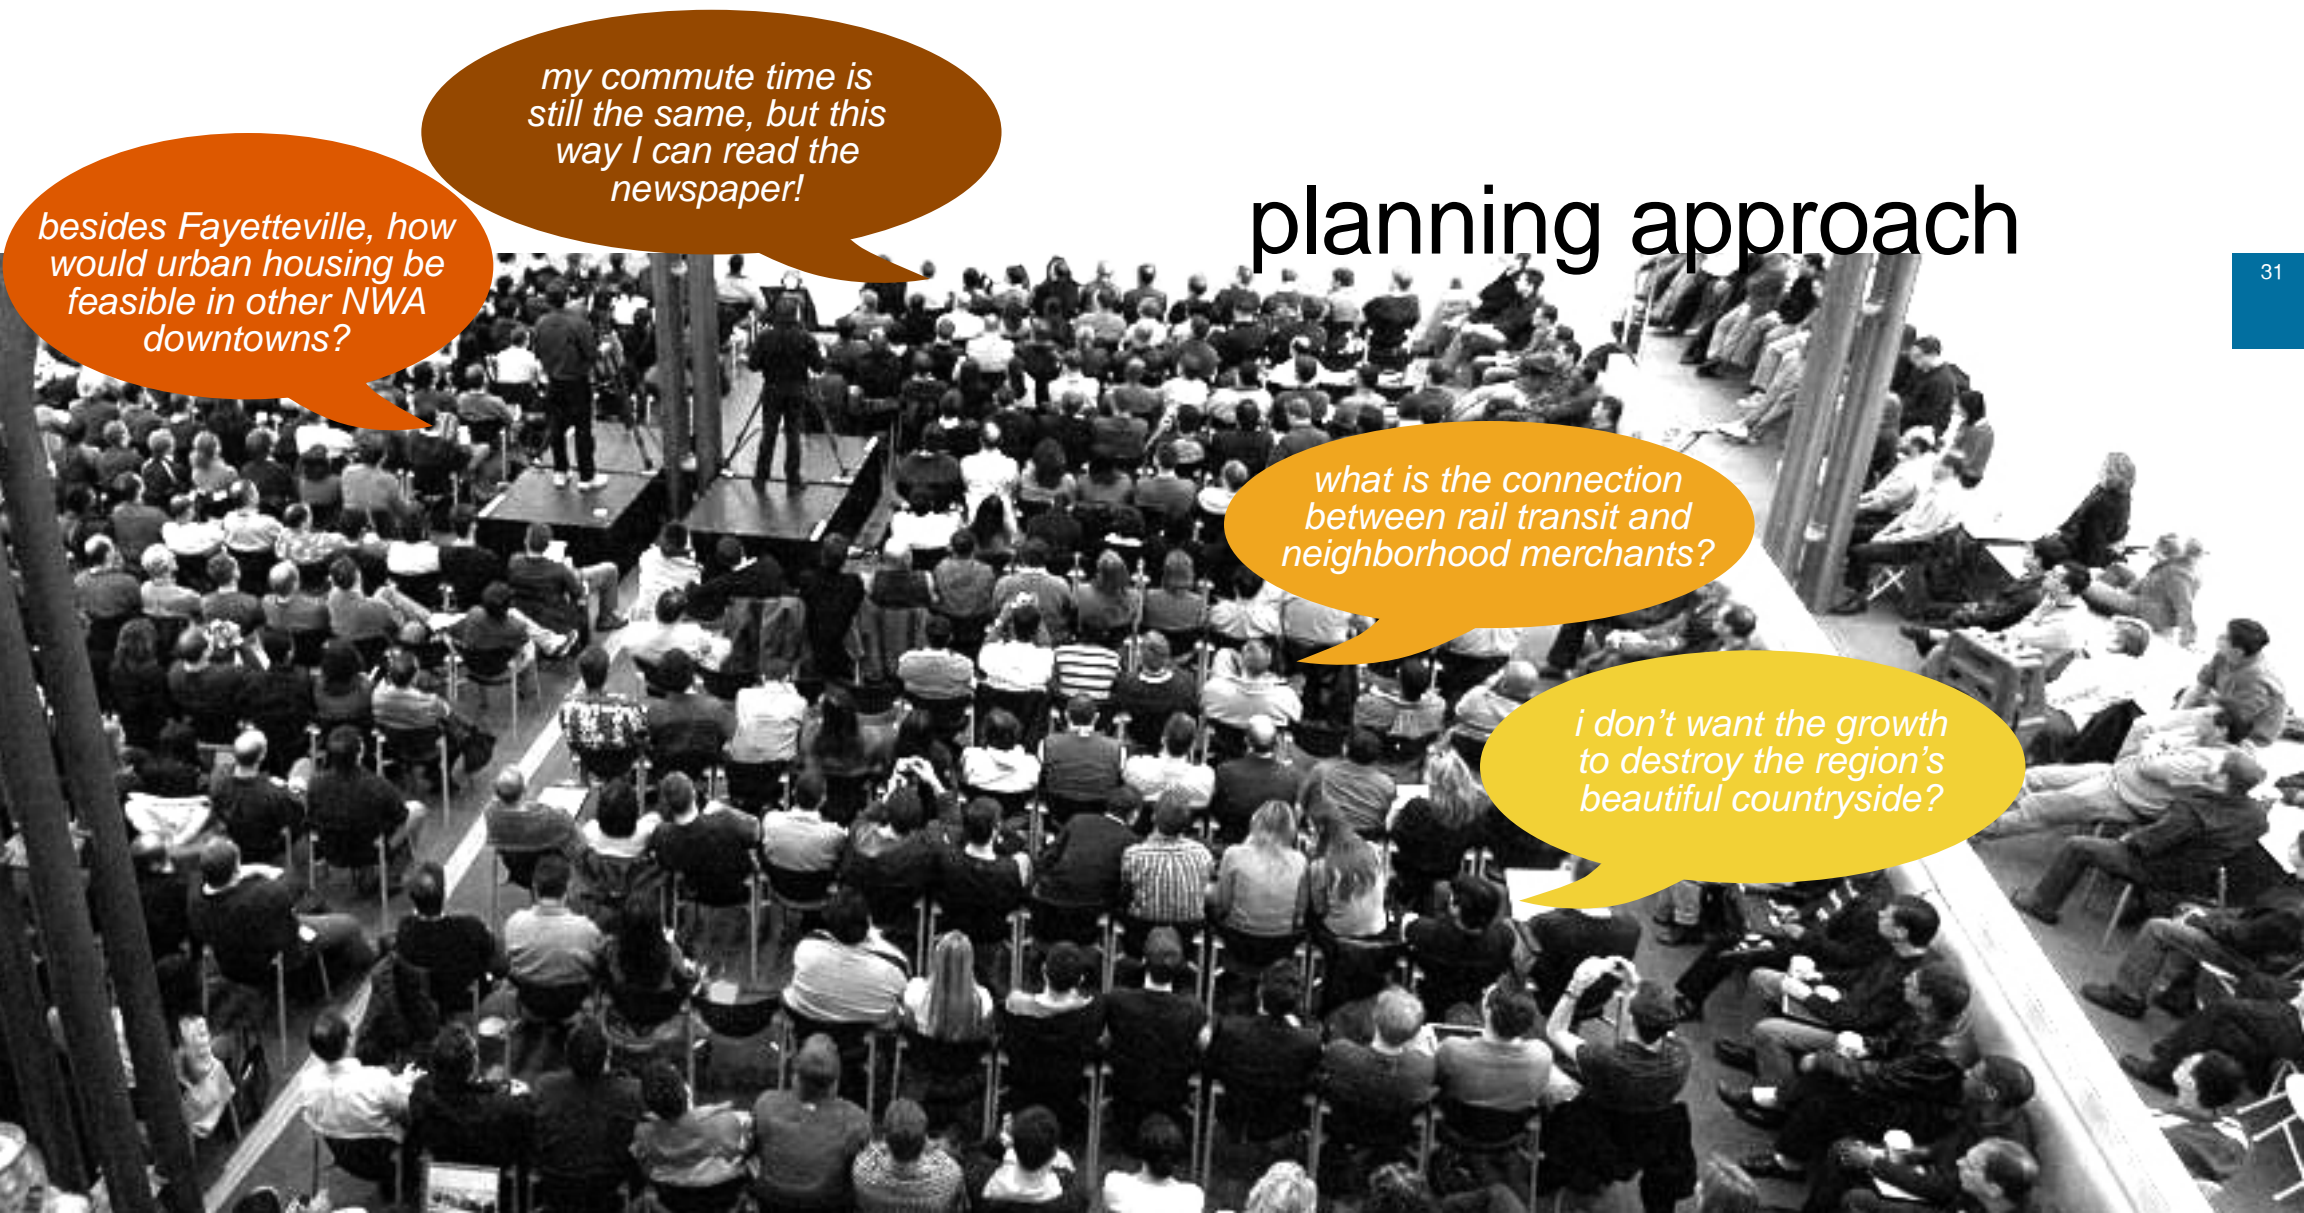 my commute time is
still the same, but this
way I can read the
newspaper!
besides Fayetteville, how
would urban housing be
feasible in other NWA
downtowns?
planning approach
31
what is the connection
between rail transit and
neighborhood merchants?
i don’t want the growth
to destroy the region’s
beautiful countryside?